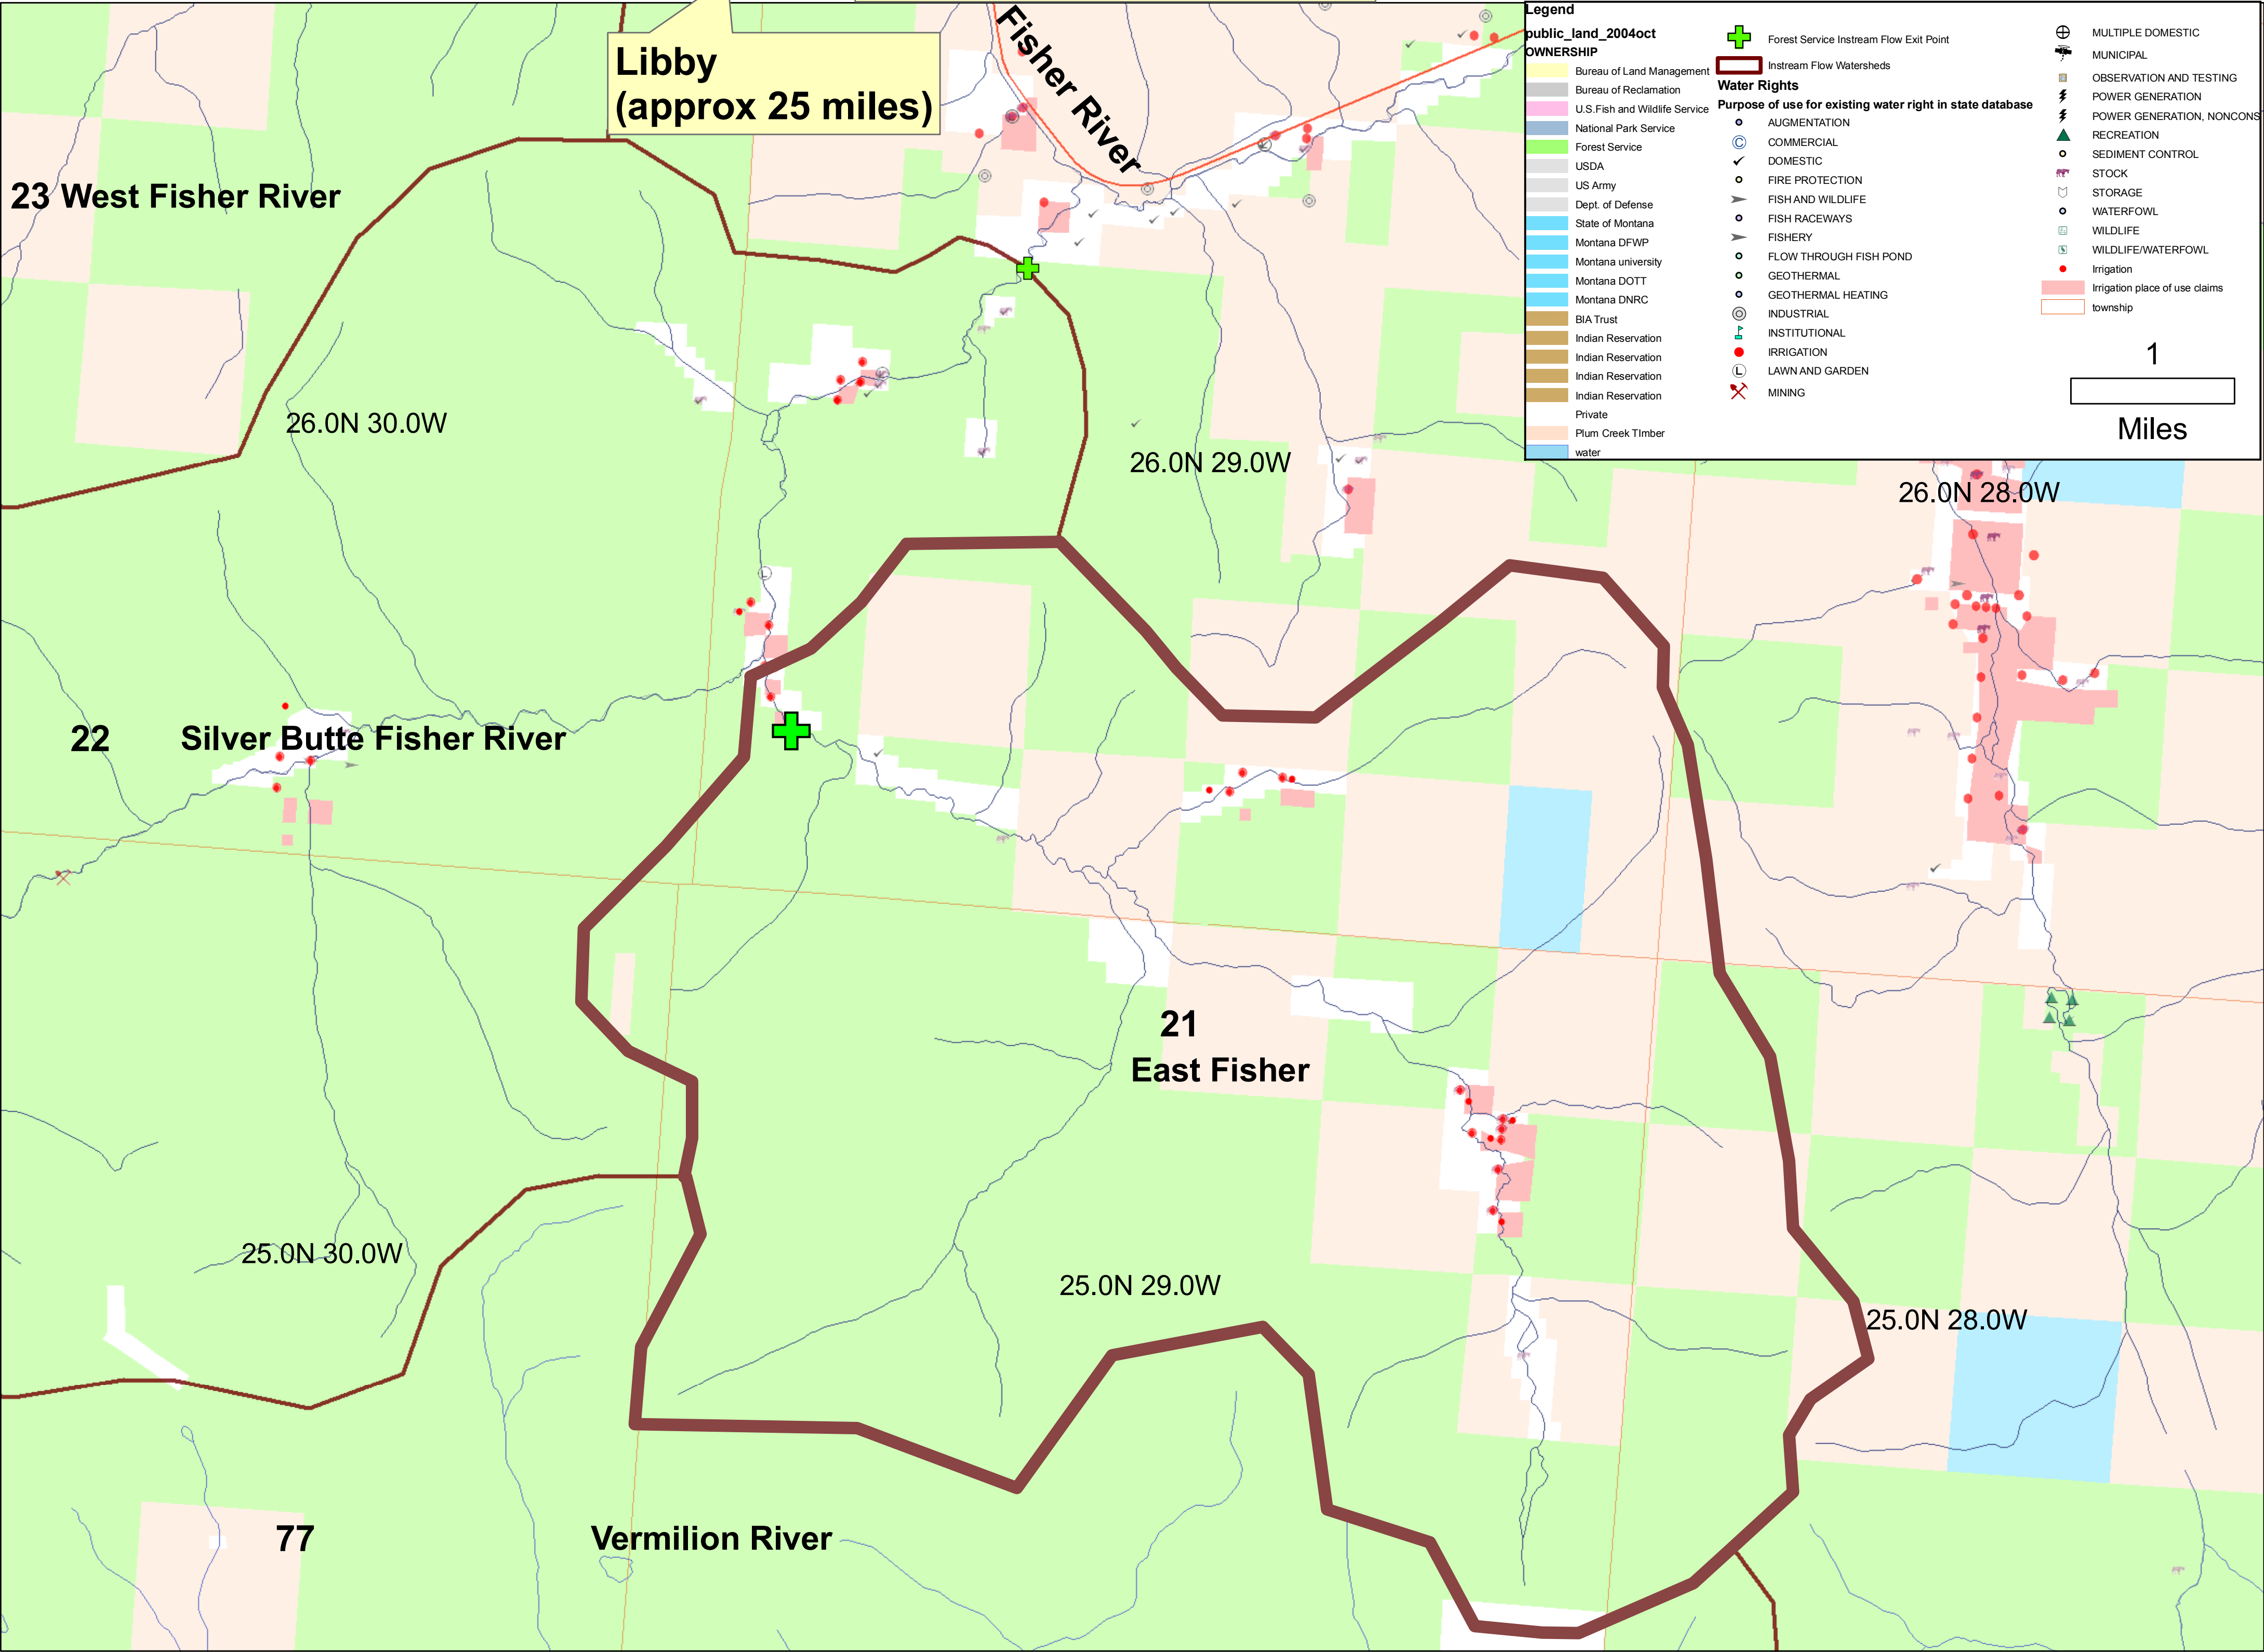 Libby
(approx 25 miles)
Fisher River
23 West Fisher River
26.0N 30.0W
26.0N 29.0W
26.0N 28.0W
22 Silver Butte Fisher River
21
East Fisher
25.0N 30.0W
25.0N 29.0W
25.0N 28.0W
77 Vermilion River
Legend
public_land_2004oct
OWNERSHIP
Bureau of Land Management
Bureau of Reclamation
U.S.Fish and Wildlife Service
National Park Service
Forest Service
USDA
US Army
Dept. of Defense
State of Montana
Montana DFWP
Montana university
Montana DOTT
Montana DNRC
BIA Trust
Indian Reservation
Indian Reservation
Indian Reservation
Indian Reservation
Private
Plum Creek TImber
water
Forest Service Instream Flow Exit Point
Instream Flow Watersheds
Water Rights
Purpose of use for existing water right in state database
AUGMENTATION
C COMMERCIAL
DOMESTIC
FIRE PROTECTION
FISH AND WILDLIFE
FISH RACEWAYS
FISHERY
FLOW THROUGH FISH POND
GEOTHERMAL
GEOTHERMAL HEATING
INDUSTRIAL
INSTITUTIONAL
IRRIGATION
L LAWN AND GARDEN
MINING
MULTIPLE DOMESTIC
MUNICIPAL
OBSERVATION AND TESTING
POWER GENERATION
POWER GENERATION, NONCONS
RECREATION
SEDIMENT CONTROL
STOCK
STORAGE
WATERFOWL
WILDLIFE
WILDLIFE/WATERFOWL
Irrigation
Irrigation place of use claims
township
1
Miles